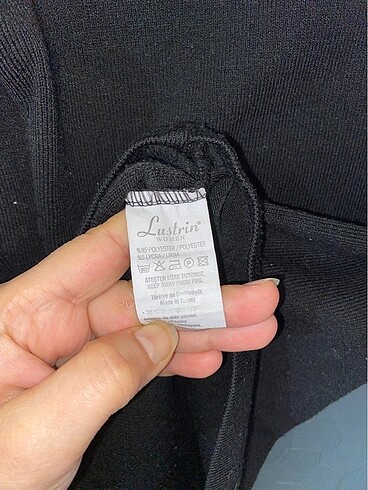 Lustrin®
WOMEN
%95 POLYESTER / POLYESTER
%5 LYCRA / LYKRA
ATEŞTEN UZAK TUTUNUZ.
KEEP AWAY FROM FIRE.
Türkiye'de Üretilmiştir.
Made in Turkey